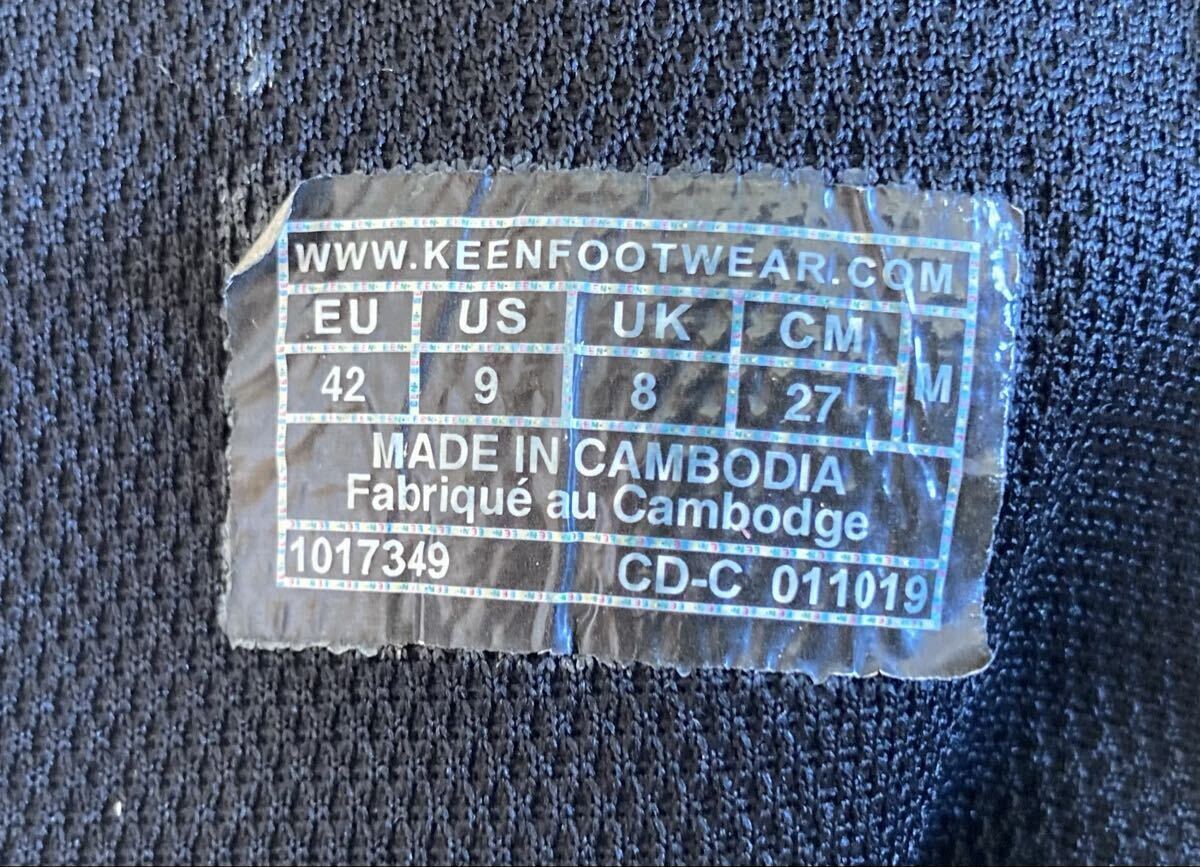 WWW.KEENFOOTWEAR.COM
EU US UK CM M
42 9 8 27
MADE IN CAMBODIA
Fabriqué au Cambodge
1017349 CD-C 011019